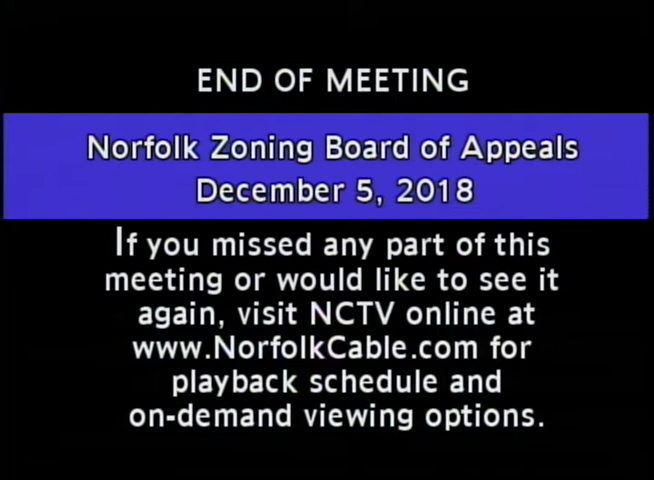 END OF MEETING
Norfolk Zoning Board of Appeals
December 5, 2018
If you missed any part of this
meeting or would like to see it
again, visit NCTV online at
www.NorfolkCable.com for
playback schedule and
on-demand viewing options.